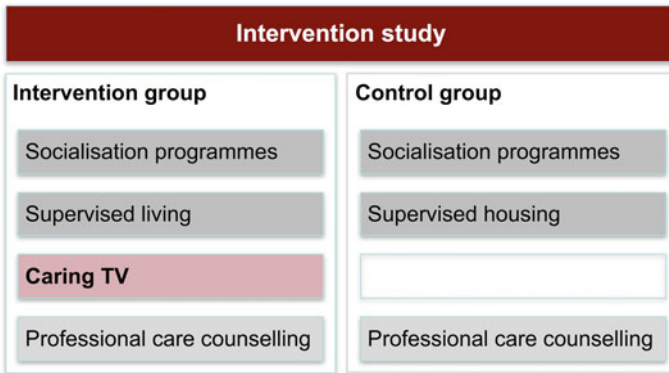 Intervention study
Intervention group
Socialisation programmes
Supervised living
Caring TV
Professional care counselling
Control group
Socialisation programmes
Supervised housing
Professional care counselling